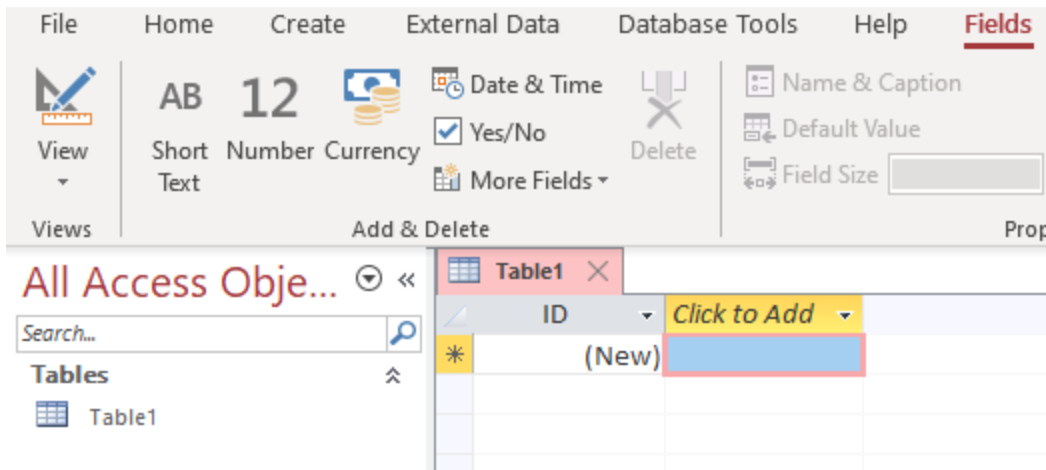 File Home Create External Data Database Tools Help Fields
View
AB
Short
Text
12
Number
Currency
Date & Time
Yes/No
More Fields
Delete
Name & Caption
Default Value
Field Size
Views
Add & Delete
Prop
All Access Obje...
Search...
Tables
Table1
Table1
ID Click to Add
(New)